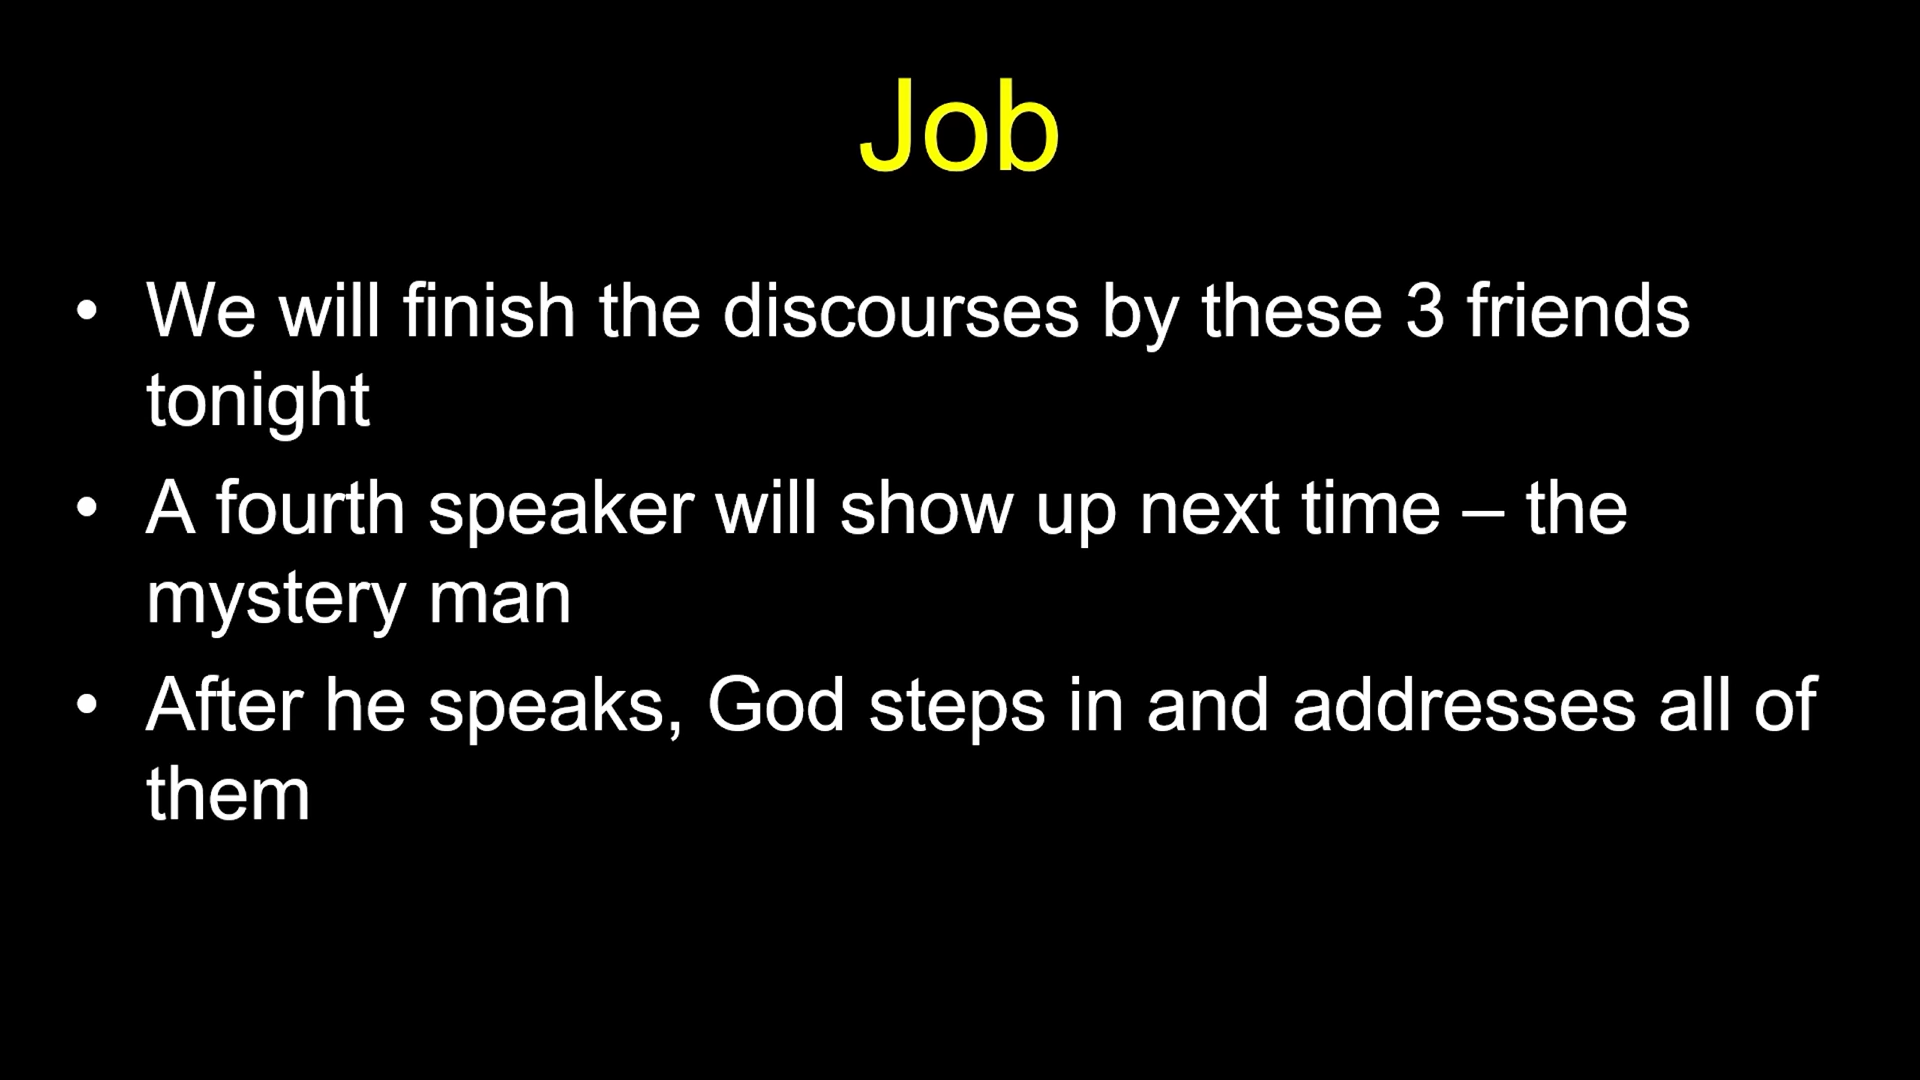 Job
• We will finish the discourses by these 3 friends
tonight
• A fourth speaker will show up next time – the
mystery man
• After he speaks, God steps in and addresses all of
them